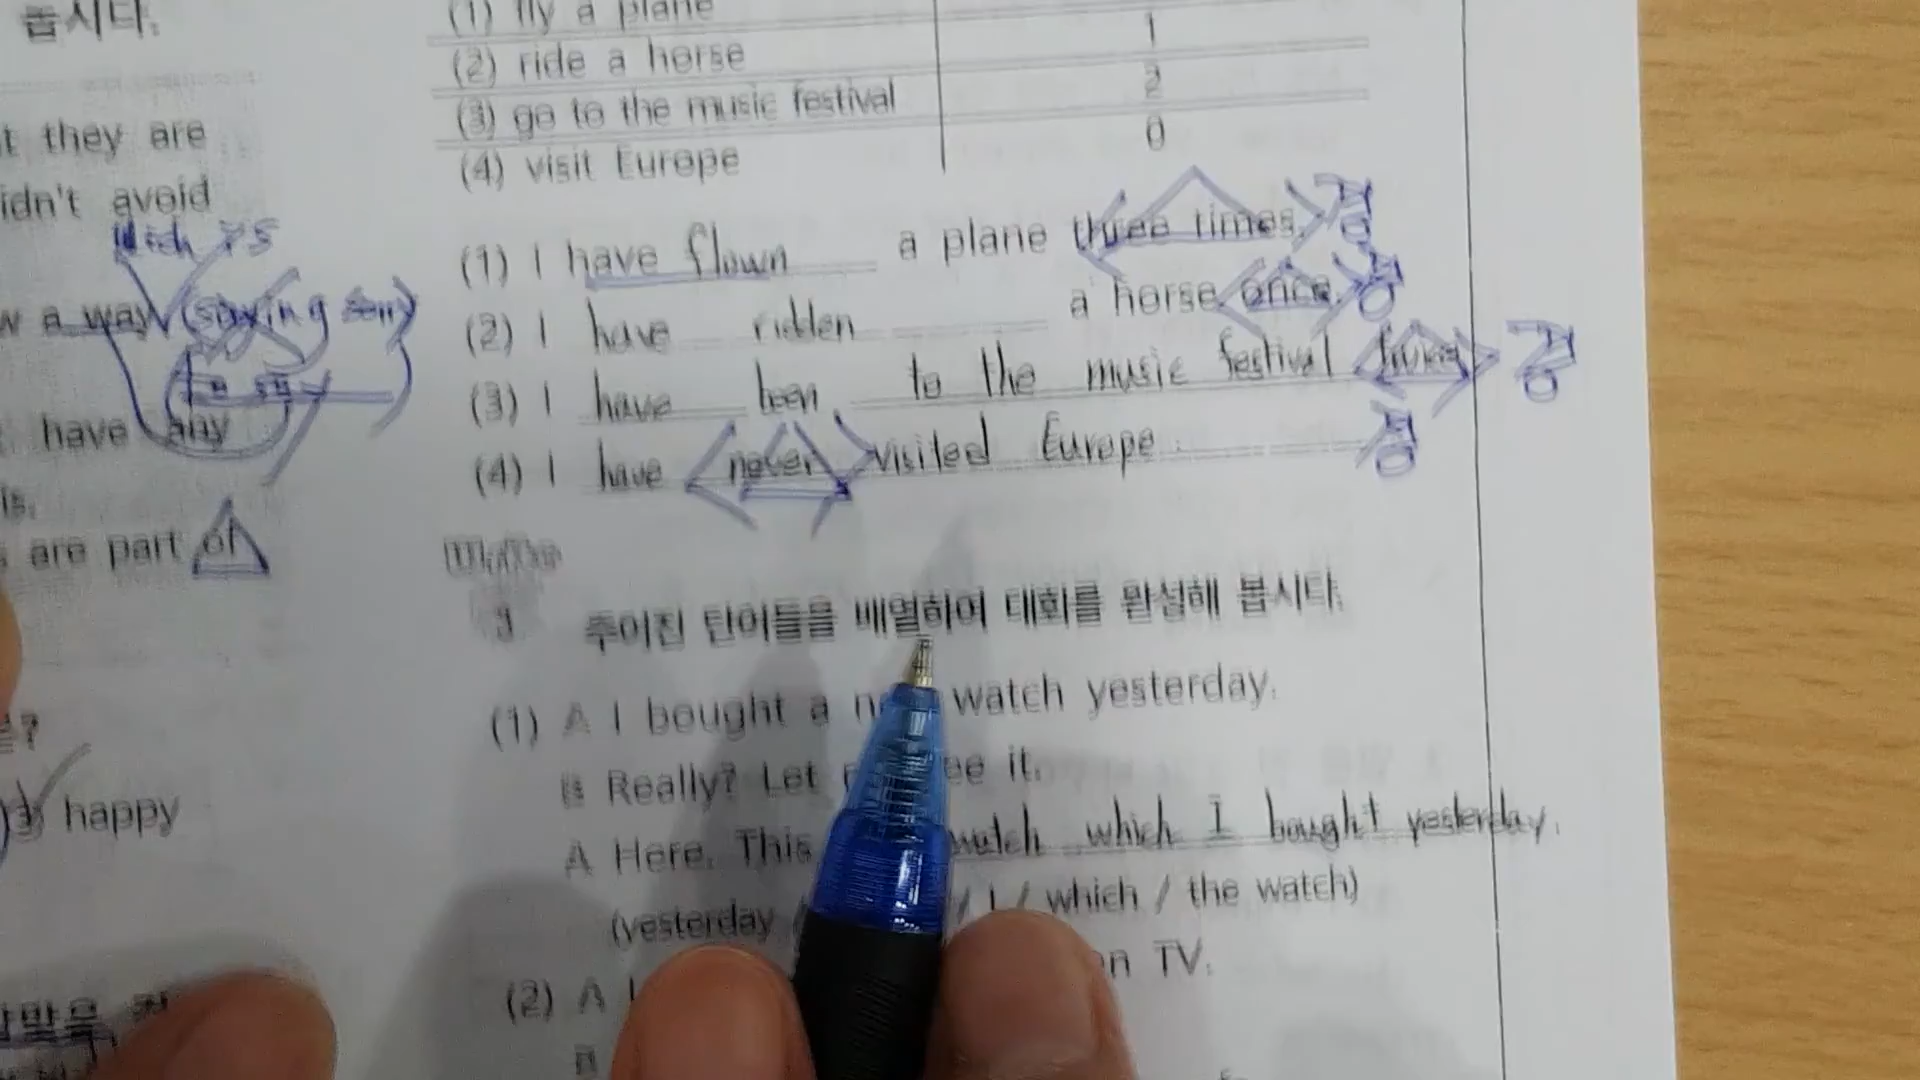 봅시다.
t they are
idn't avoid
which is
w a way (saying
have any
is.
are part of
happy
(1) fly a plane
(2) ride a horse 1
(3) go to the music festival 2
(4) visit Europe 0
(1) I have flown a plane three times.
(2) I have ridden a horse once.
(3) I have been to the music festival twice
(4) I have never visited Europe.
3 주어진 단어들을 배열하여 대화를 완성해 봅시다.
(1) A I bought a watch yesterday.
B Really? Let it.
A Here. This watch which I bought yesterday.
(yesterday / I / which / the watch)
(2) A on TV.
B